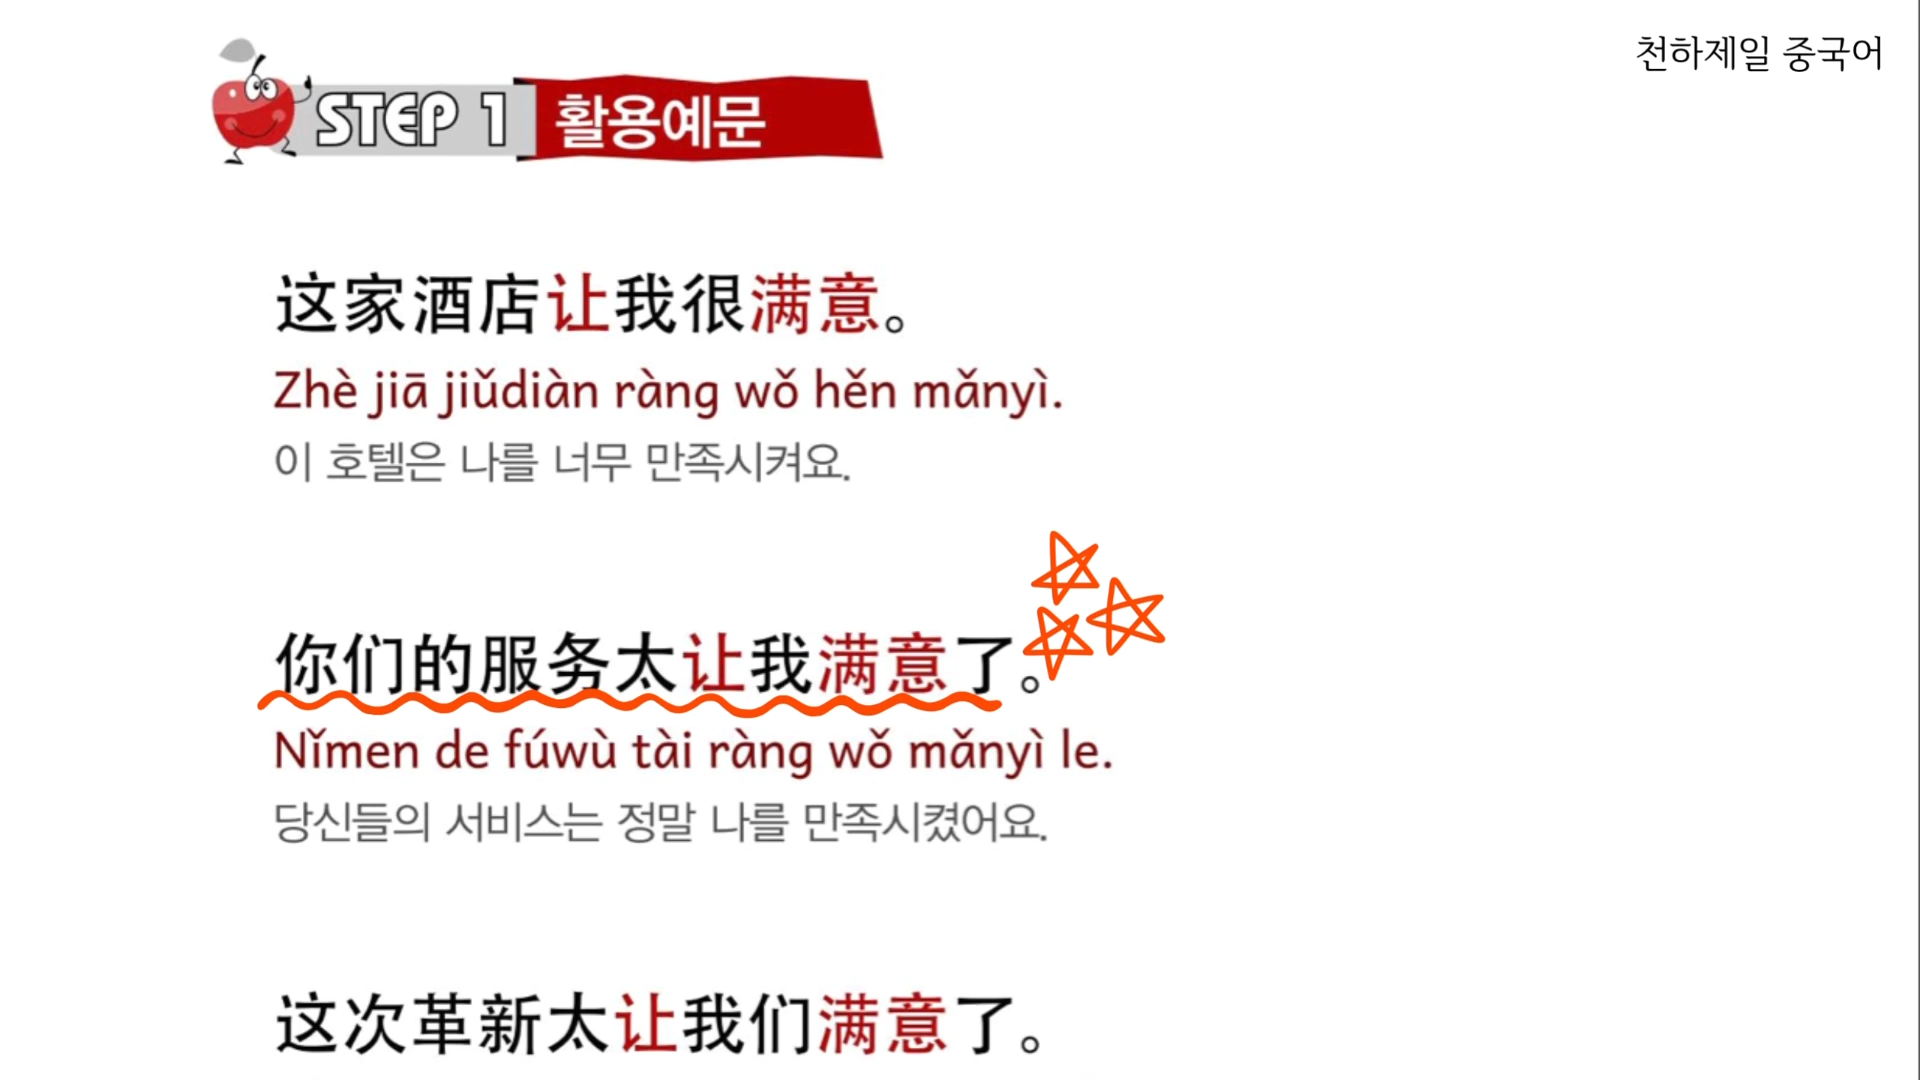 천하제일 중국어
STEP 1 활용예문
这家酒店让我很满意。
Zhè jiā jiǔdiàn ràng wǒ hěn mǎnyì.
이 호텔은 나를 너무 만족시켜요.
你们的服务太让我满意了。
Nǐmen de fúwù tài ràng wǒ mǎnyì le.
당신들의 서비스는 정말 나를 만족시켰어요.
这次革新太让我们满意了。